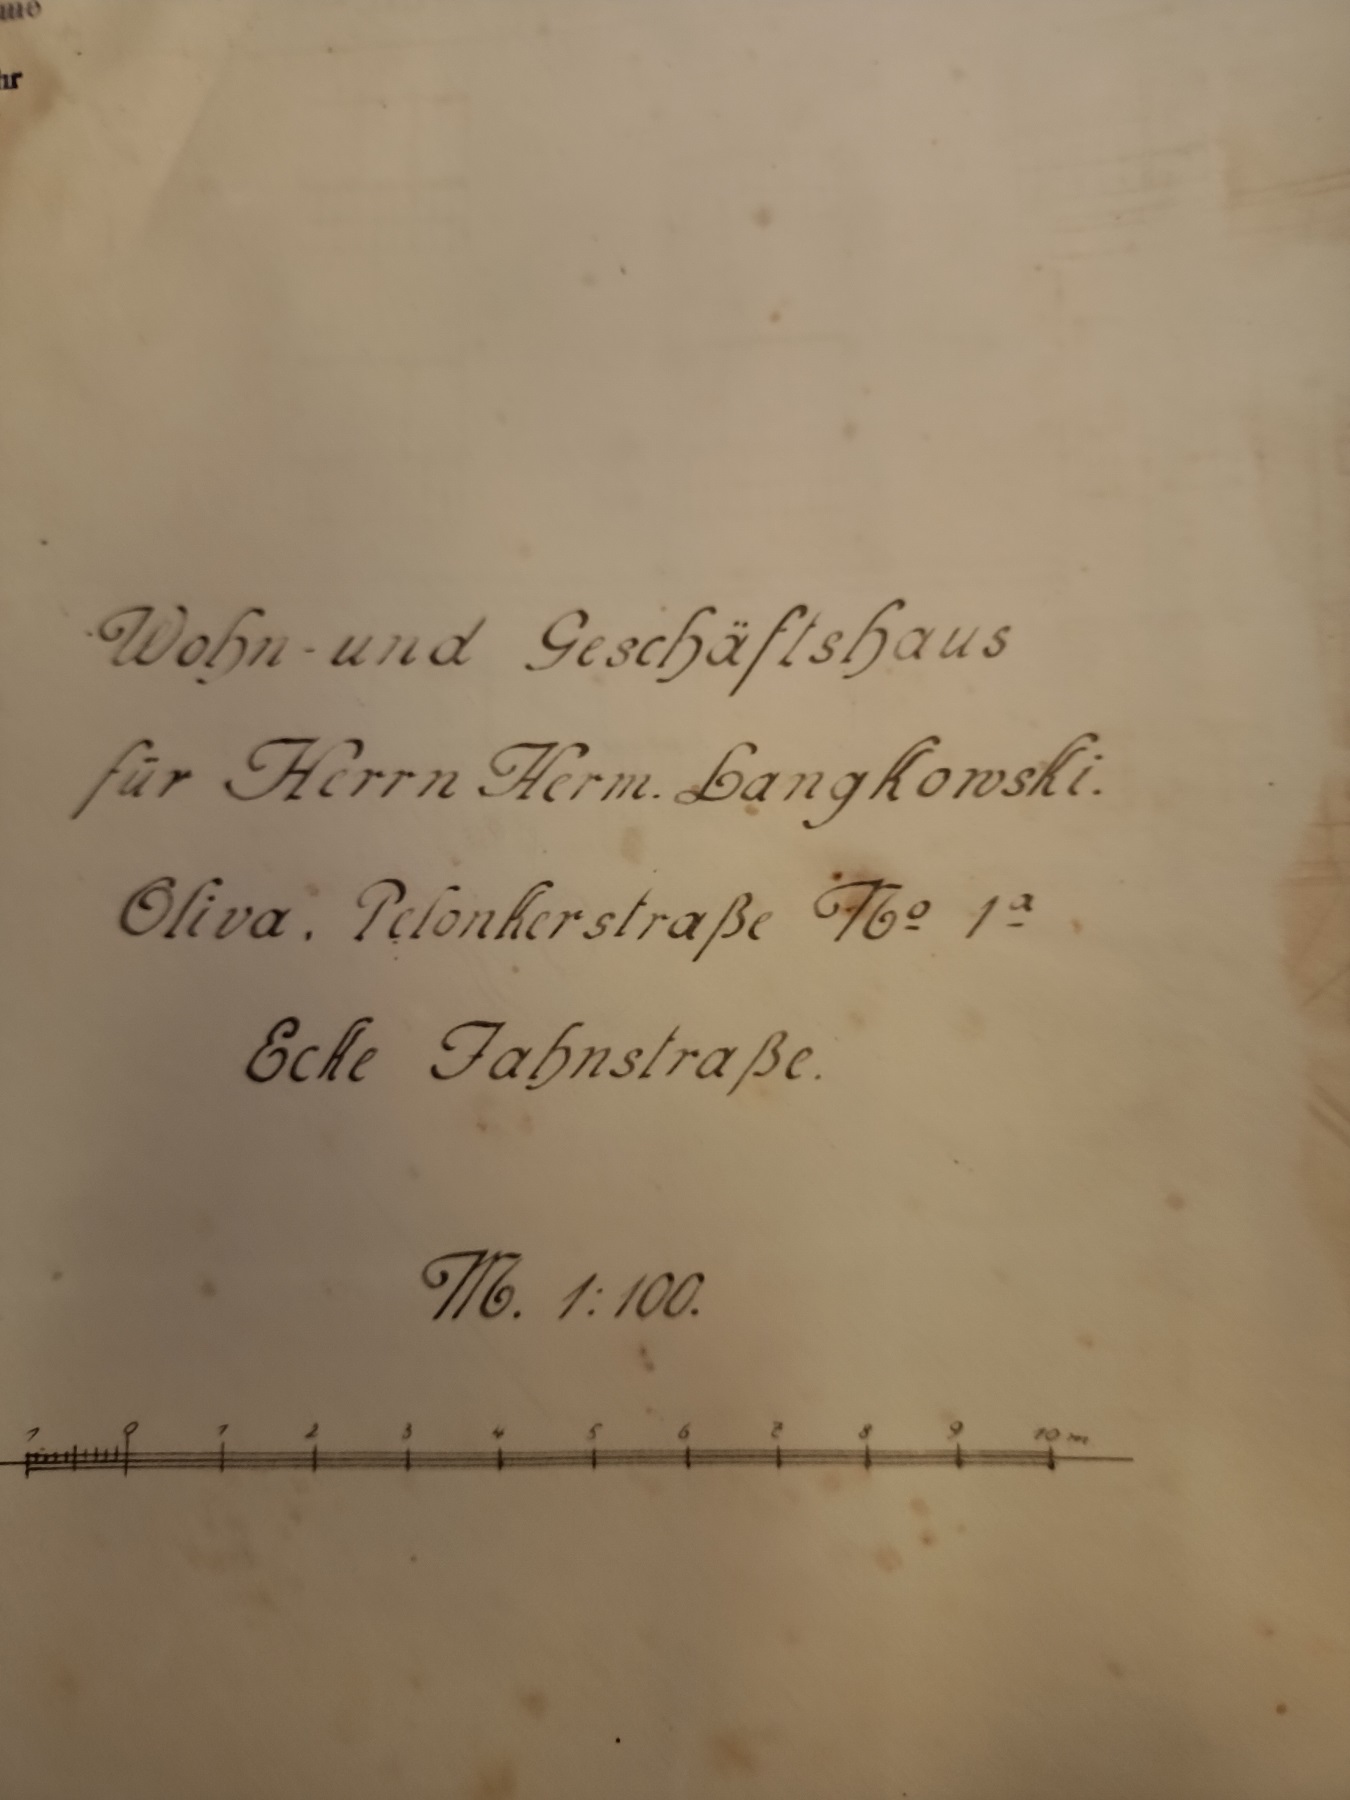 hr
Wohn- und Geschäftshaus
für Herrn Herm. Langkowski.
Oliva. Pelonkerstraße No 1a
Ecke Jahnstraße.
M. 1:100.
1 0 1 2 3 4 5 6 7 8 9 10 m